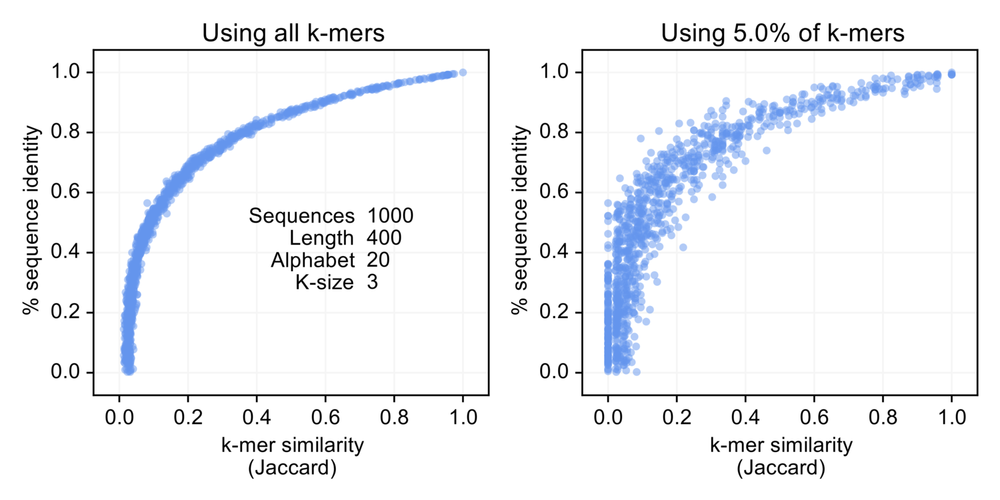 Using all k-mers
1.0
0.8
0.6
0.4
0.2
0.0
% sequence identity
Sequences 1000
Length 400
Alphabet 20
K-size 3
0.0 0.2 0.4 0.6 0.8 1.0
k-mer similarity
(Jaccard)
Using 5.0% of k-mers
1.0
0.8
0.6
0.4
0.2
0.0
% sequence identity
0.0 0.2 0.4 0.6 0.8 1.0
k-mer similarity
(Jaccard)